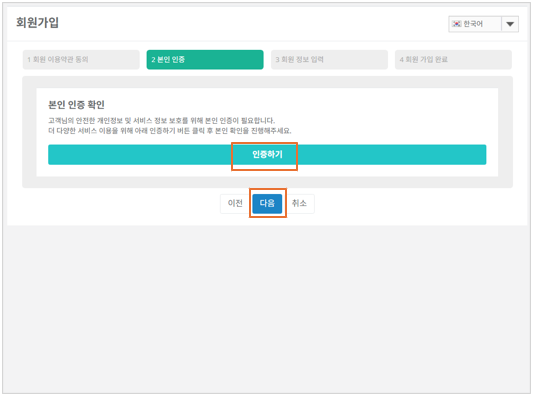 회원가입
한국어
1 회원 이용약관 동의
2 본인 인증
3 회원 정보 입력
4 회원 가입 완료
본인 인증 확인
고객님의 안전한 개인정보 및 서비스 정보 보호를 위해 본인 인증이 필요합니다.
더 다양한 서비스 이용을 위해 아래 인증하기 버튼 클릭 후 본인 확인을 진행해주세요.
인증하기
이전
다음
취소